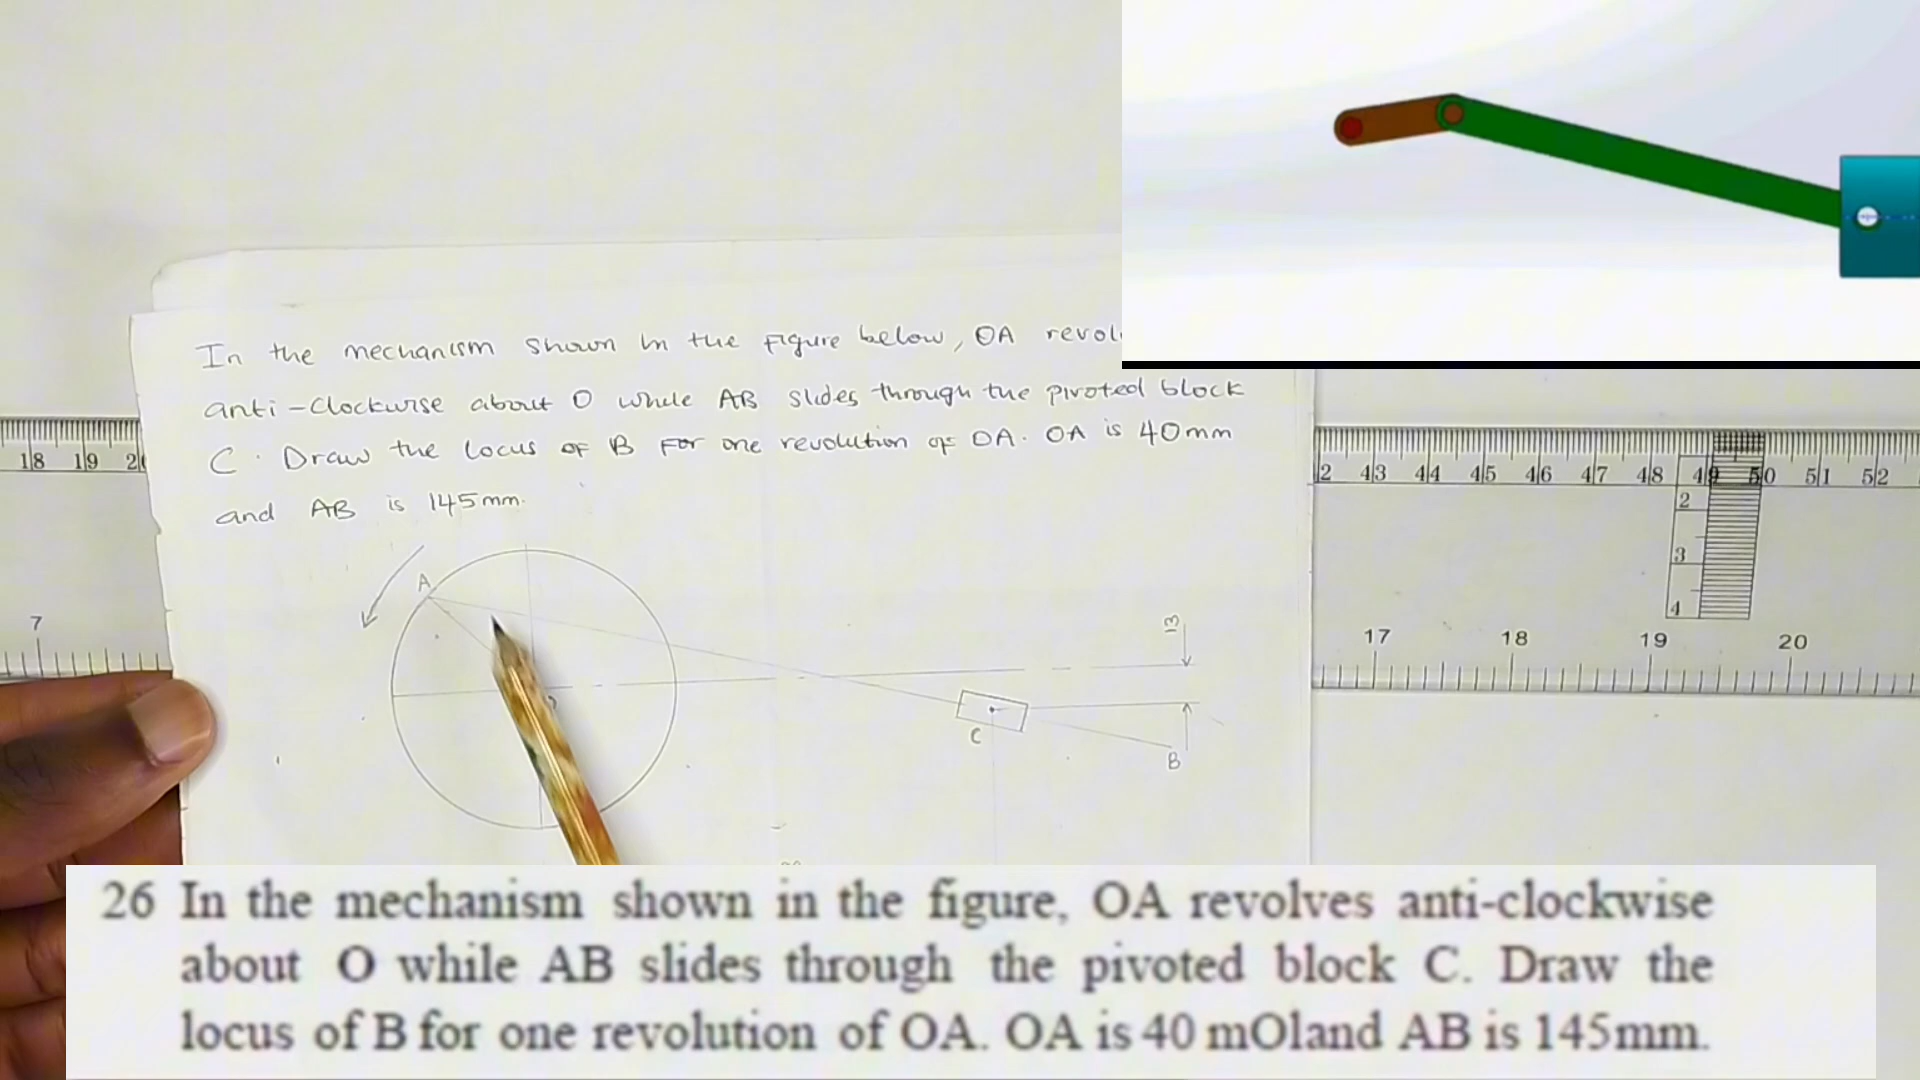 In the mechanism shown in the figure below, OA revol
anti-clockwise about O while AB slides through the pivoted block
C. Draw the locus of B for one revolution of OA. OA is 40mm
and AB is 145mm.
18 19 2
42 43 44 45 46 47 48 49 50 51 52
2
3
4
7
17 18 19 20
A
13
C
B
26 In the mechanism shown in the figure, OA revolves anti-clockwise
about O while AB slides through the pivoted block C. Draw the
locus of B for one revolution of OA. OA is 40 mOland AB is 145mm.